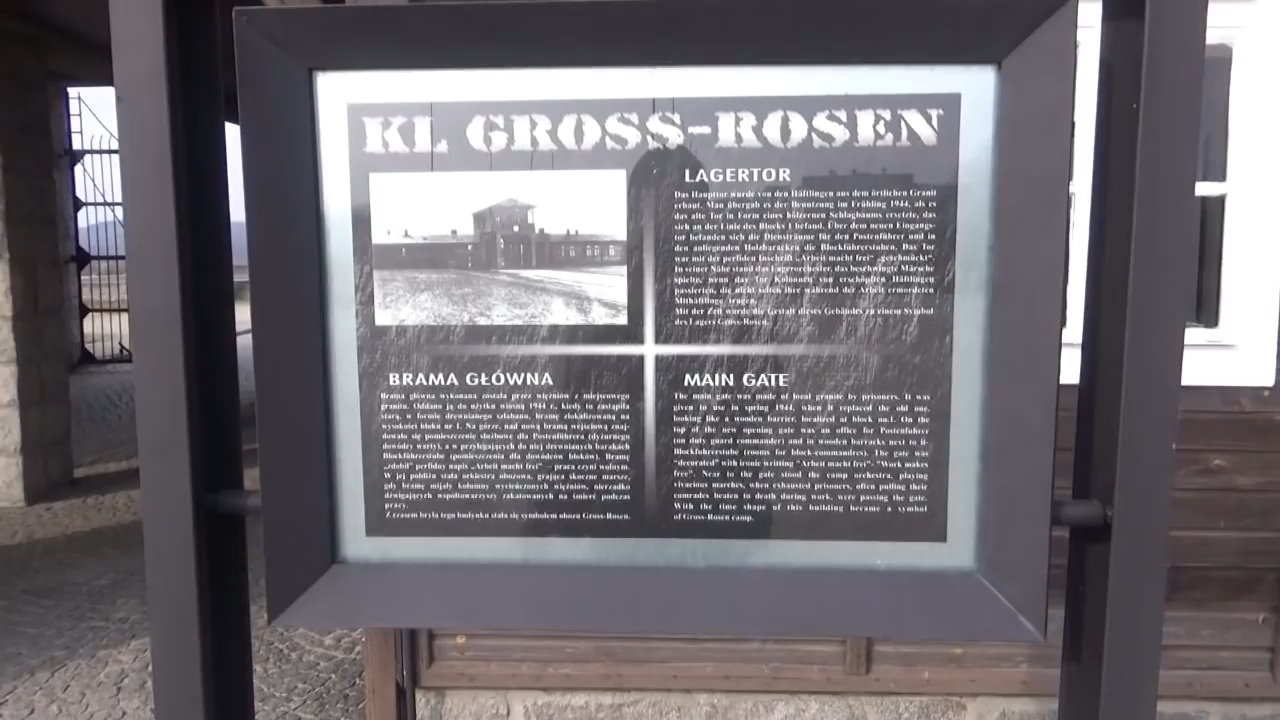 KL GROSS-ROSEN
LAGERTOR
Das Haupttor wurde von den Häftlingen aus dem örtlichen Granit
erbaut. Man übergab es der Benutzung im Frühling 1944, als es
das alte Tor in Form eines hölzernen Schlagbaums ersetzte, das
sich an der Linie des Blocks 1 befand. Über dem neuen Eingangs-
tor befanden sich die Diensträume für den Postenführer und in
den anliegenden Holzbaracken die Blockführerstuben. Das Tor
war mit der perfiden Inschrift „Arbeit macht frei" „geschmückt".
In seiner Nähe stand das Lagerorchester, das beschwingte Märsche
spielte, wenn day Tor Kolonnen von erschöpften Häftlingen
passierten, die nicht selten ihre während der Arbeit ermordeten
Mithäftlinge trugen.
Mit der Zeit wurde die Gestalt dieses Gebäudes zu einem Symbol
des Lagers Gross-Rosen.
BRAMA GŁÓWNA
Brama główna wykonana została przez więźniów z miejscowego
granitu. Oddano ją do użytku wiosną 1944 r., kiedy to zastąpiła
starą, w formie drewnianego szlabanu, bramę zlokalizowaną na
wysokości bloku nr 1. Na górze, nad nową bramą wejściową znaj-
dowało się pomieszczenie służbowe dla Postenführera (dyżurnego
dowódcy warty), a w przylegających do niej drewnianych barakach
Blockführerstube (pomieszczenia dla dowódców bloków). Bramę
„zdobił" perfidny napis „Arbeit macht frei" – praca czyni wolnym.
W jej pobliżu stała orkiestra obozowa, grająca skoczne marsze,
gdy bramę mijały kolumny wycieńczonych więźniów, nierzadko
dźwigających współtowarzyszy zakatowanych na śmierć podczas
pracy.
Z czasem bryła tego budynku stała się symbolem obozu Gross-Rosen.
MAIN GATE
The main gate was made of local granite by prisoners. It was
given to use in spring 1944, when it replaced the old one,
looking like a wooden barrier, localized at block no.1. On the
top of the new opening gate was an office for Postenfuhrer
(on duty guard commander) and in wooden barracks next to it-
Blockfuhrerstube (rooms for block-commandres). The gate was
"decorated" with ironic writting "Arbeit macht frei"- "Work makes
free". Near to the gate stood the camp orchestra, playing
vivacious marches, when exhausted prisoners, often pulling their
comrades beaten to death during work, were passing the gate.
With the time shape of this building became a symbol
of Gross-Rosen camp.